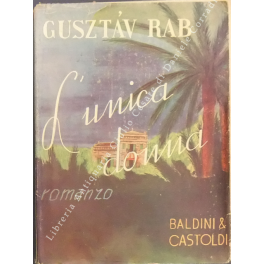 GUSZTÁV RAB
L'unica
donna
romanzo
BALDINI &
CASTOLDI